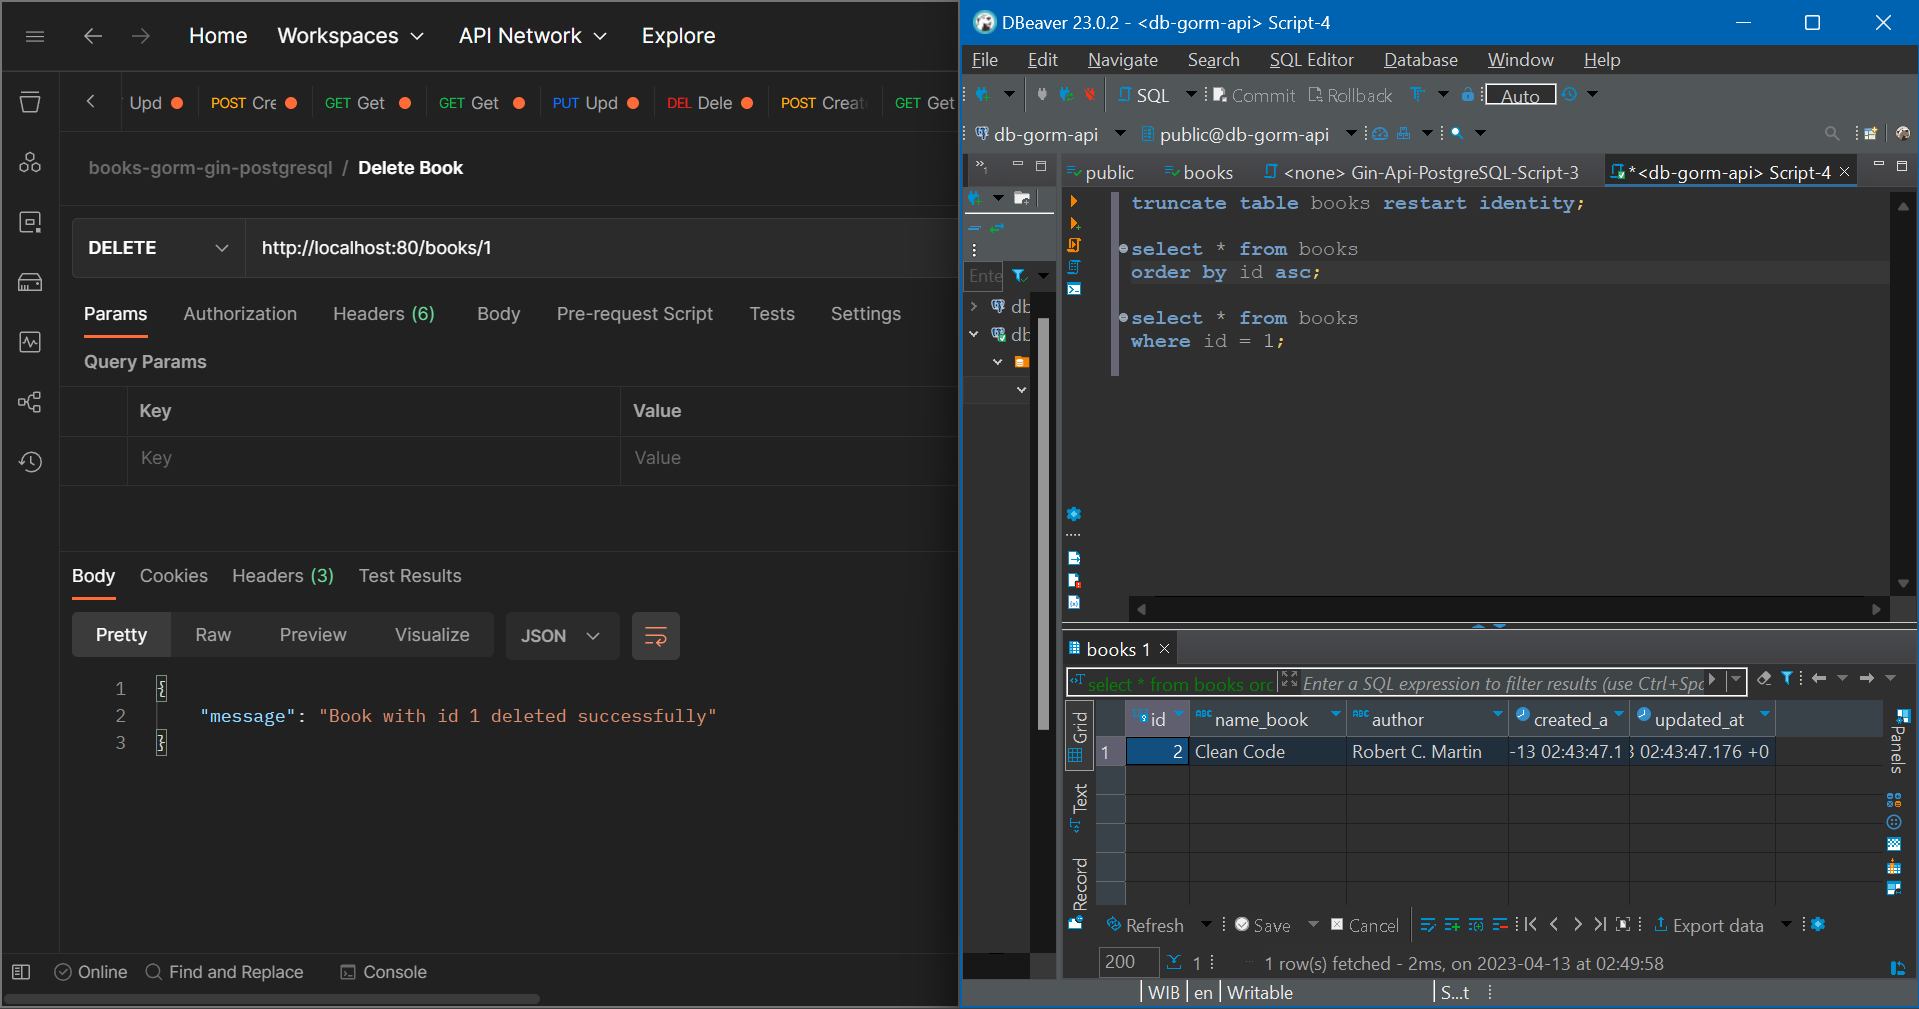 Home Workspaces API Network Explore
Upd POST Cre GET Get GET Get PUT Upd DEL Dele POST Creat GET Get
books-gorm-gin-postgresql / Delete Book
DELETE http://localhost:80/books/1
Params Authorization Headers (6) Body Pre-request Script Tests Settings
Query Params
Key Value
Key Value
Body Cookies Headers (3) Test Results
Pretty Raw Preview Visualize JSON
1 {
2 "message": "Book with id 1 deleted successfully"
3 }
Online Find and Replace Console
DBeaver 23.0.2 - <db-gorm-api> Script-4
File Edit Navigate Search SQL Editor Database Window Help
SQL Commit Rollback Auto
db-gorm-api public@db-gorm-api
public books <none> Gin-Api-PostgreSQL-Script-3 *<db-gorm-api> Script-4
Ente
db
db
truncate table books restart identity;
select * from books
order by id asc;
select * from books
where id = 1;
books 1
select * from books orc Enter a SQL expression to filter results (use Ctrl+Spc
Grid
Text
Record
id ABC name_book ABC author created_a updated_at
1 2 Clean Code Robert C. Martin -13 02:43:47.1 3 02:43:47.176 +0
Panels
Refresh Save Cancel Export data
200 1 1 row(s) fetched - 2ms, on 2023-04-13 at 02:49:58
WIB en Writable S...t